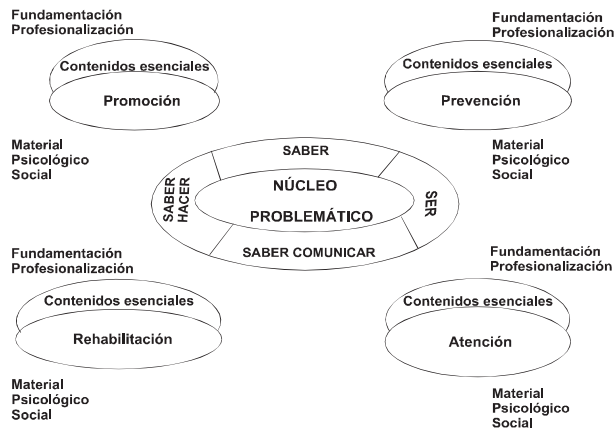 Fundamentación
Profesionalización
Contenidos esenciales
Promoción
Material
Psicológico
Social
Fundamentación
Profesionalización
Contenidos esenciales
Prevención
Material
Psicológico
Social
SABER
SABER
HACER
NÚCLEO
PROBLEMÁTICO
SER
SABER COMUNICAR
Fundamentación
Profesionalización
Contenidos esenciales
Rehabilitación
Material
Psicológico
Social
Fundamentación
Profesionalización
Contenidos esenciales
Atención
Material
Psicológico
Social